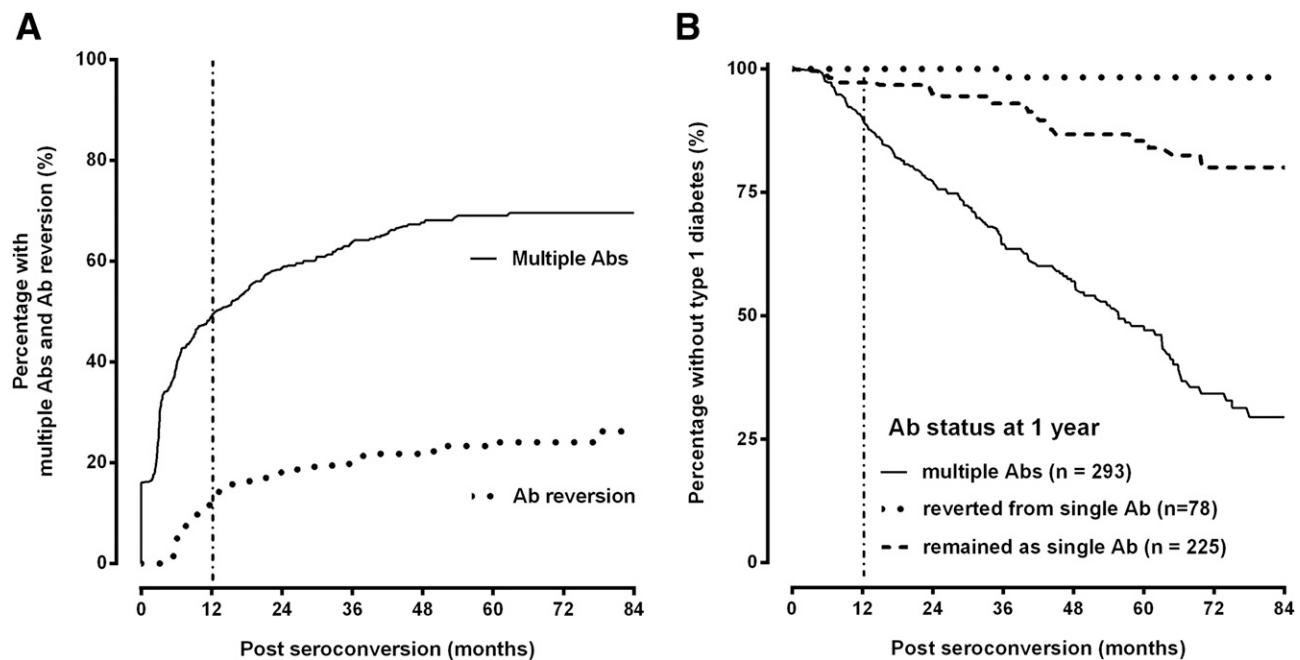 A
Percentage with
multiple Abs and Ab reversion (%)
100
80
60
40
20
0
Multiple Abs
Ab reversion
0 12 24 36 48 60 72 84
Post seroconversion (months)
B
Percentage without type 1 diabetes (%)
100
75
50
25
0
Ab status at 1 year
multiple Abs (n = 293)
reverted from single Ab (n=78)
remained as single Ab (n = 225)
0 12 24 36 48 60 72 84
Post seroconversion (months)